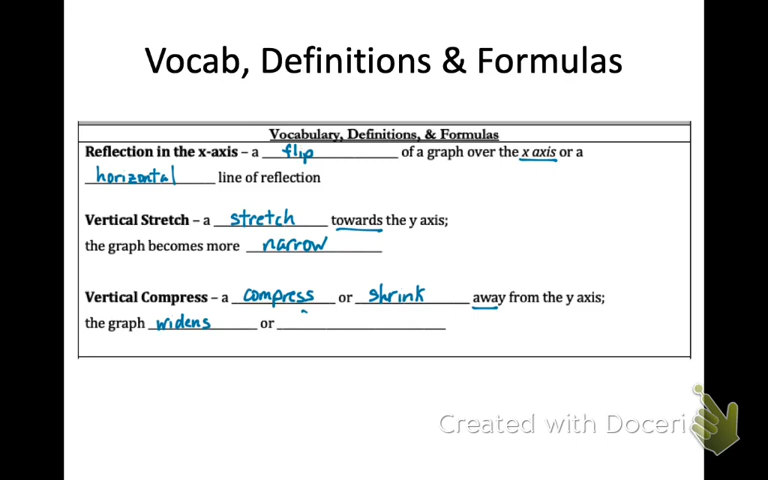 Vocab, Definitions & Formulas
Vocabulary, Definitions, & Formulas
Reflection in the x-axis – a flip of a graph over the x axis or a
horizontal line of reflection
Vertical Stretch – a stretch towards the y axis;
the graph becomes more narrow
Vertical Compress – a compress or shrink away from the y axis;
the graph widens or
Created with Doceri